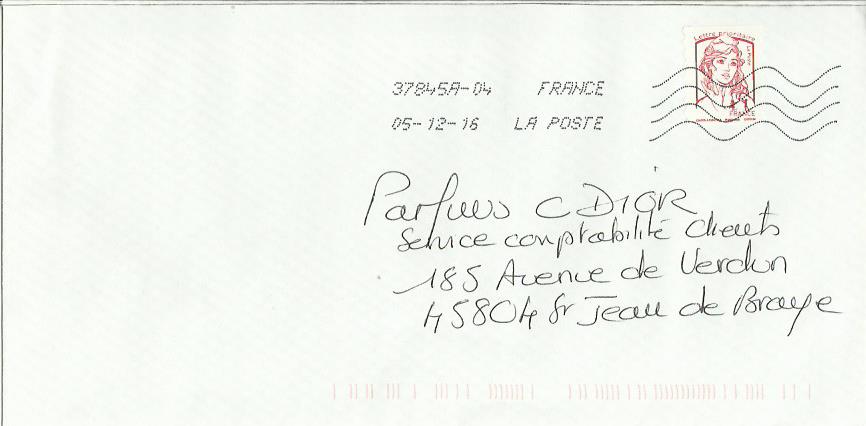 Lettre prioritaire
FRANCE
37845A-04 FRANCE
05-12-16 LA POSTE
Parfums C DIOR
Service comptabilité clients
185 Avenue de Verdun
45804 St Jean de Braye